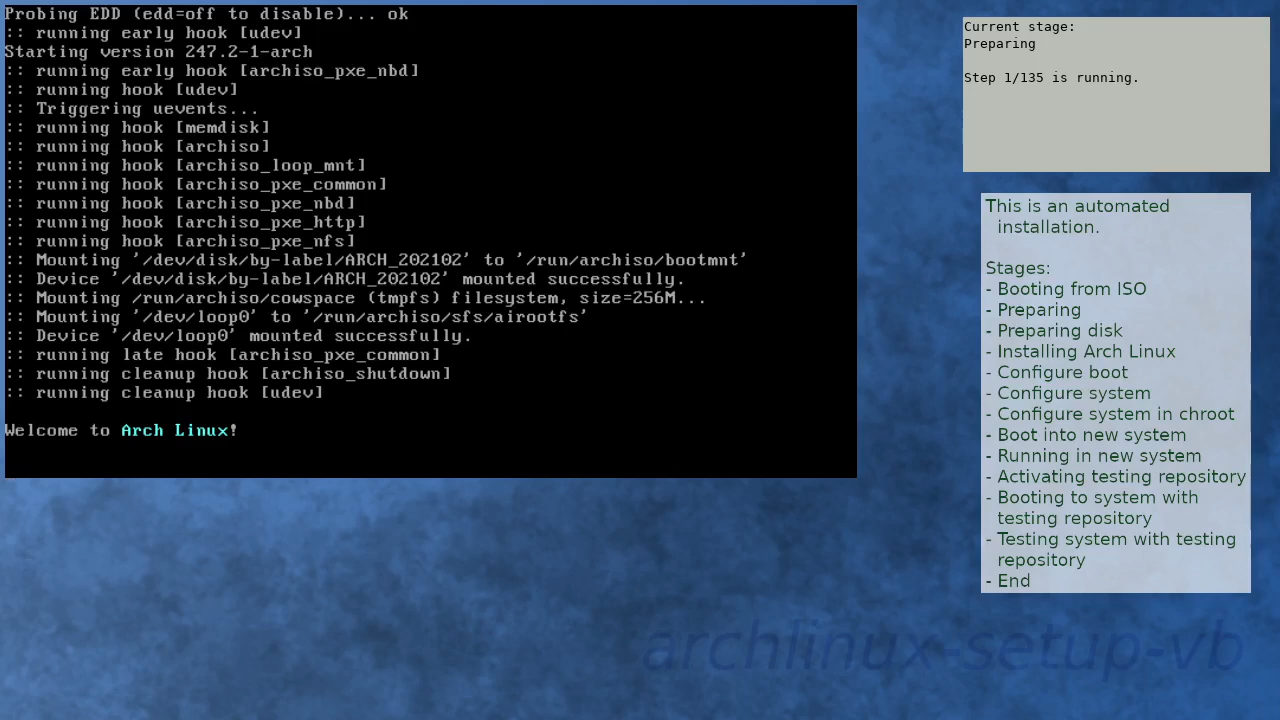 Probing EDD (edd=off to disable)... ok
:: running early hook [udev]
Starting version 247.2-1-arch
:: running early hook [archiso_pxe_nbd]
:: running hook [udev]
:: Triggering uevents...
:: running hook [memdisk]
:: running hook [archiso]
:: running hook [archiso_loop_mnt]
:: running hook [archiso_pxe_common]
:: running hook [archiso_pxe_nbd]
:: running hook [archiso_pxe_http]
:: running hook [archiso_pxe_nfs]
:: Mounting '/dev/disk/by-label/ARCH_202102' to '/run/archiso/bootmnt'
:: Device '/dev/disk/by-label/ARCH_202102' mounted successfully.
:: Mounting /run/archiso/cowspace (tmpfs) filesystem, size=256M...
:: Mounting '/dev/loop0' to '/run/archiso/sfs/airootfs'
:: Device '/dev/loop0' mounted successfully.
:: running late hook [archiso_pxe_common]
:: running cleanup hook [archiso_shutdown]
:: running cleanup hook [udev]
Welcome to Arch Linux!
Current stage:
Preparing
Step 1/135 is running.
This is an automated
installation.
Stages:
- Booting from ISO
- Preparing
- Preparing disk
- Installing Arch Linux
- Configure boot
- Configure system
- Configure system in chroot
- Boot into new system
- Running in new system
- Activating testing repository
- Booting to system with
testing repository
- Testing system with testing
repository
- End
archlinux-setup-vb